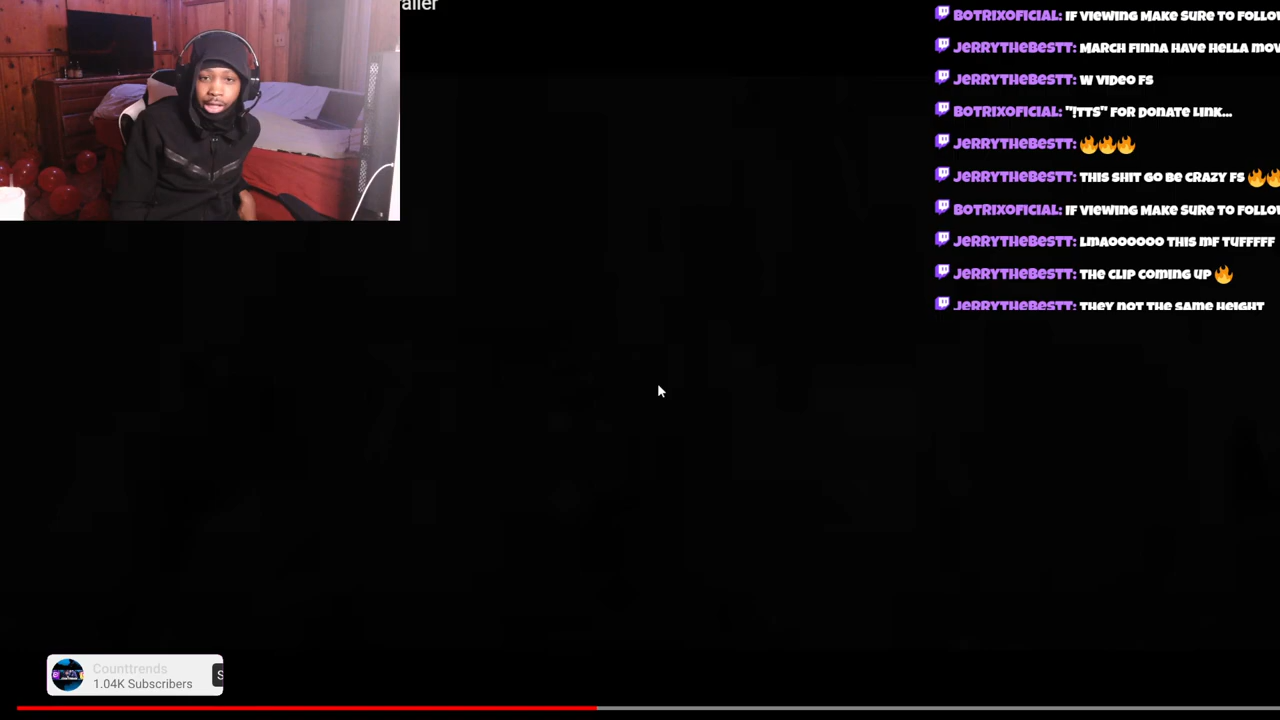 railer
BOTRIXOFICIAL: IF VIEWING MAKE SURE TO FOLLO
JERRYTHEBESTT: MARCH FINNA HAVE HELLA MOV
JERRYTHEBESTT: W VIDEO FS
BOTRIXOFICIAL: "!TTS" FOR DONATE LINK...
JERRYTHEBESTT: 🔥🔥🔥
JERRYTHEBESTT: THIS SHIT GO BE CRAZY FS 🔥🔥
BOTRIXOFICIAL: IF VIEWING MAKE SURE TO FOLLO
JERRYTHEBESTT: LMAOOOOOO THIS MF TUFFFFF
JERRYTHEBESTT: THE CLIP COMING UP 🔥
JERRYTHEBESTT: THEY NOT THE SAME HEIGHT
Counttrends
1.04K Subscribers
S